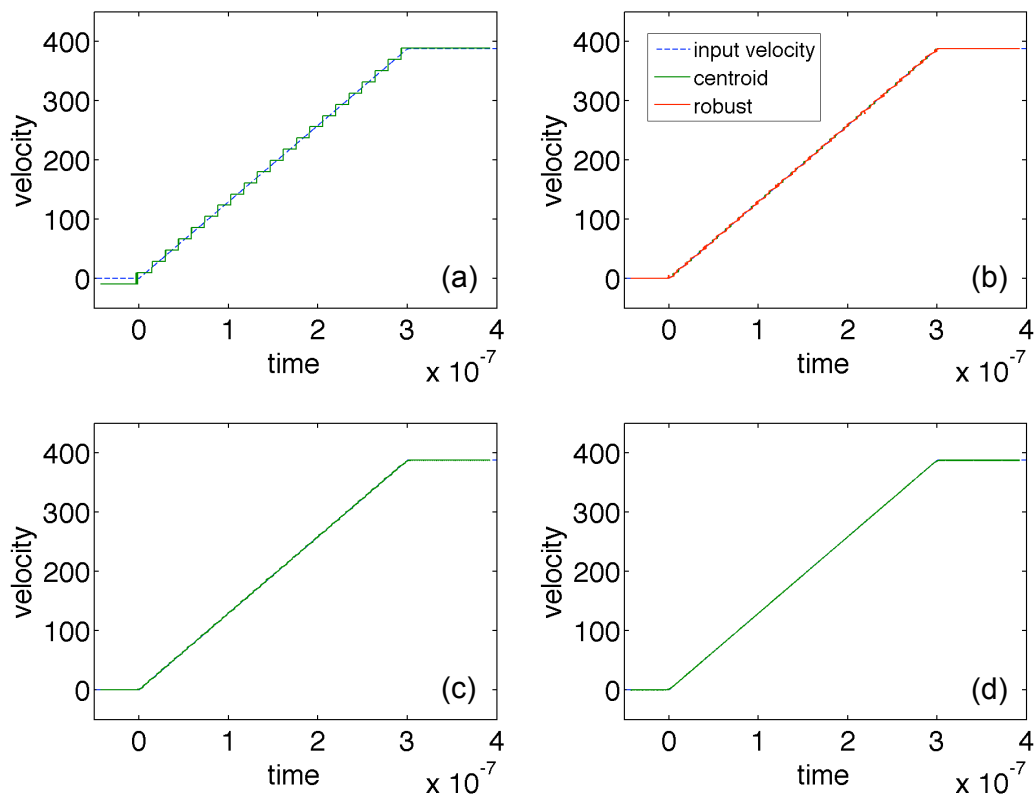 400
300
200
100
0
velocity
(a)
0 1 2 3 4
time
x 10-7
400
300
200
100
0
velocity
input velocity
centroid
robust
(b)
0 1 2 3 4
time
x 10-7
400
300
200
100
0
velocity
(c)
0 1 2 3 4
time
x 10-7
400
300
200
100
0
velocity
(d)
0 1 2 3 4
time
x 10-7